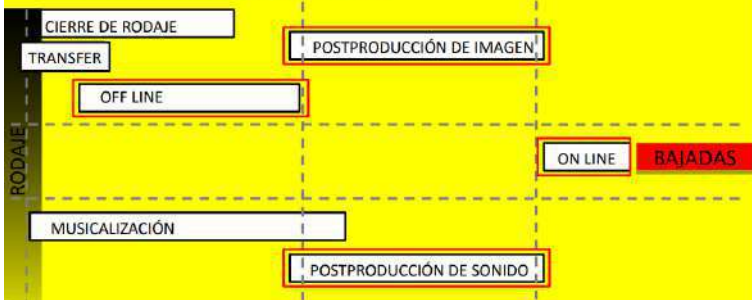 CIERRE DE RODAJE
POSTPRODUCCIÓN DE IMAGEN
TRANSFER
OFF LINE
RODAJE
ON LINE
BAJADAS
MUSICALIZACIÓN
POSTPRODUCCIÓN DE SONIDO